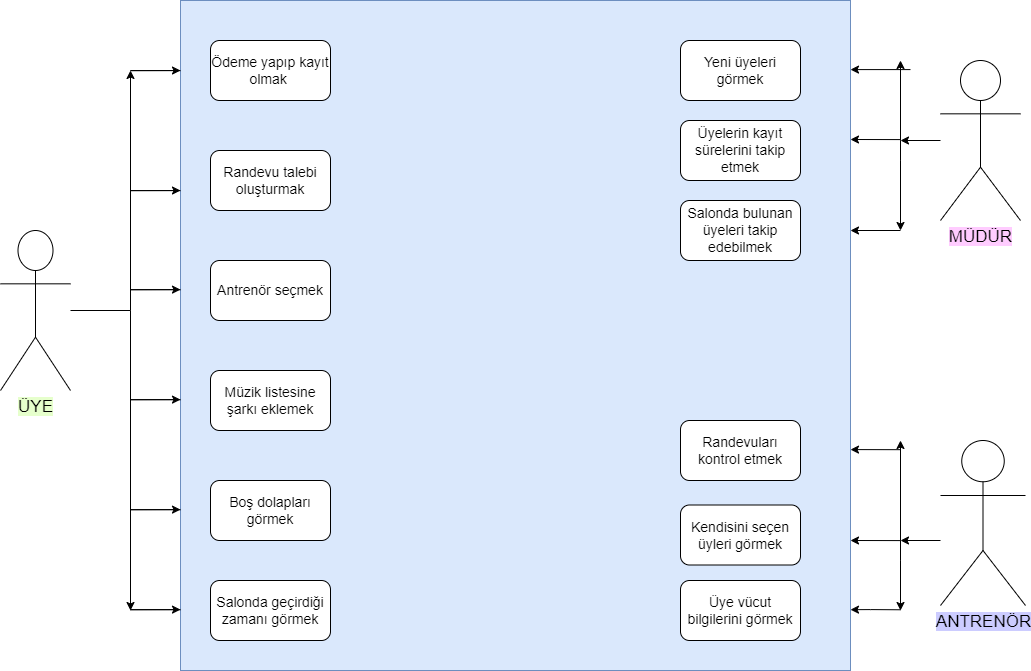 Ödeme yapıp kayıt
olmak
Randevu talebi
oluşturmak
Antrenör seçmek
Müzik listesine
şarkı eklemek
Boş dolapları
görmek
Salonda geçirdiği
zamanı görmek
ÜYE
Yeni üyeleri
görmek
Üyelerin kayıt
sürelerini takip
etmek
Salonda bulunan
üyeleri takip
edebilmek
MÜDÜR
Randevuları
kontrol etmek
Kendisini seçen
üyleri görmek
Üye vücut
bilgilerini görmek
ANTRENÖR